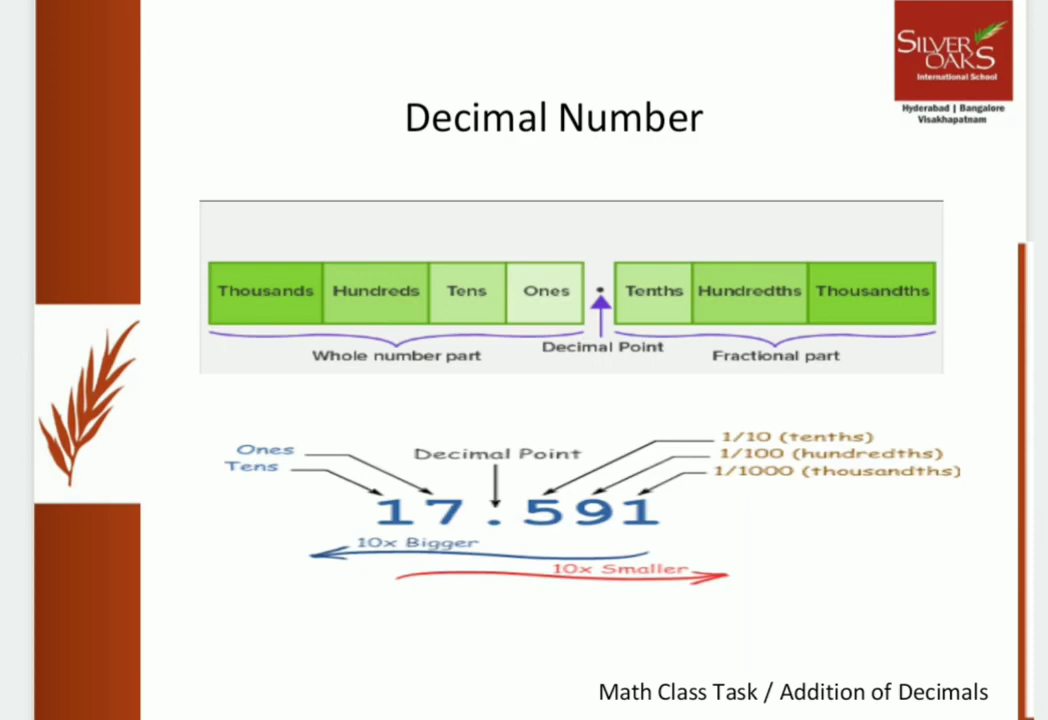 SILVER
OAKS
International School
Hyderabad | Bangalore
Visakhapatnam
Decimal Number
Thousands Hundreds Tens Ones . Tenths Hundredths Thousandths
Whole number part Decimal Point Fractional part
Ones Decimal Point 1/10 (tenths)
Tens 1/100 (hundredths)
1/1000 (thousandths)
17.591
10x Bigger
10x Smaller
Math Class Task / Addition of Decimals